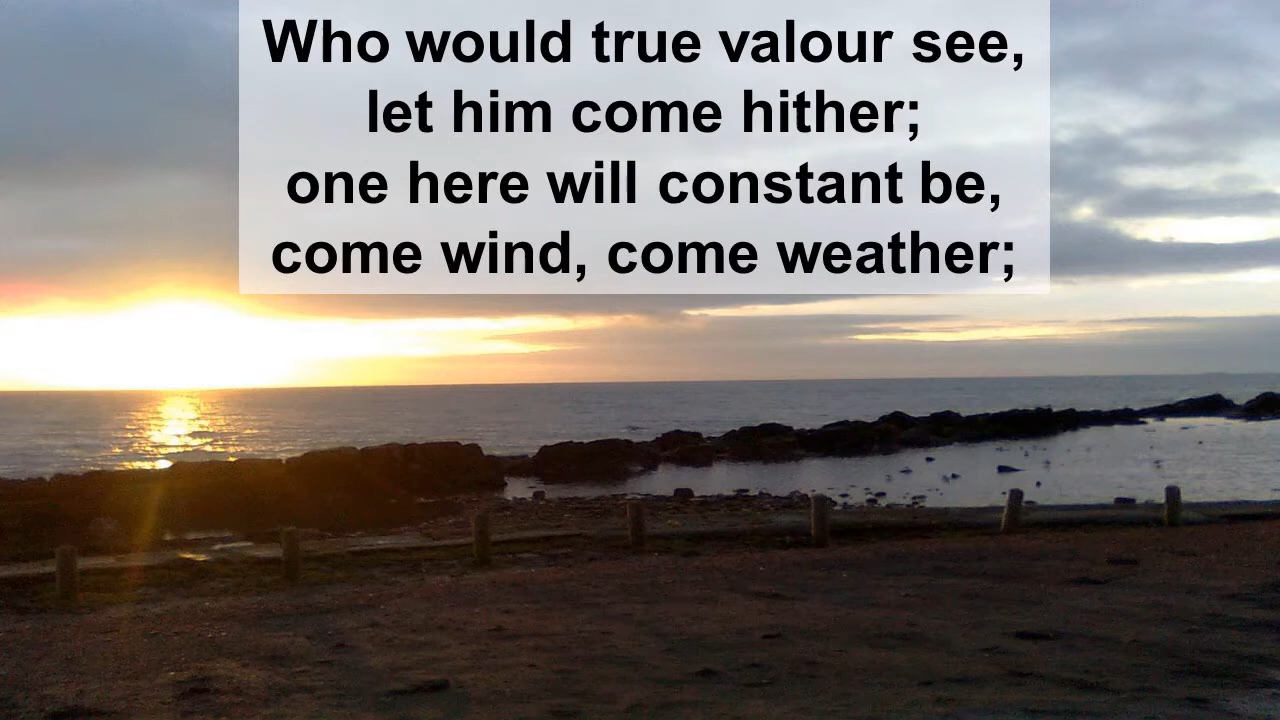 Who would true valour see,
let him come hither;
one here will constant be,
come wind, come weather;